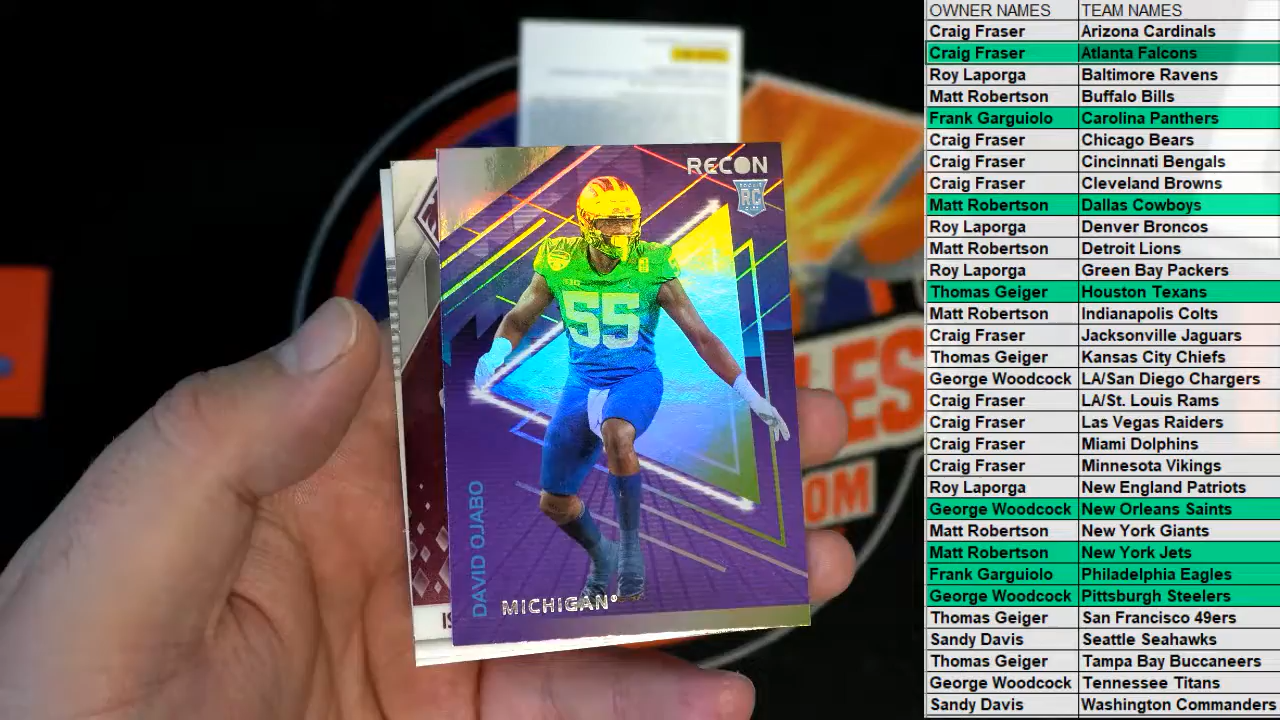 RECON
ROOKIE
RC
55
DAVID OJABO
MICHIGAN
IS
LES
OM
OWNER NAMES TEAM NAMES
Craig Fraser Arizona Cardinals
Craig Fraser Atlanta Falcons
Roy Laporga Baltimore Ravens
Matt Robertson Buffalo Bills
Frank Garguiolo Carolina Panthers
Craig Fraser Chicago Bears
Craig Fraser Cincinnati Bengals
Craig Fraser Cleveland Browns
Matt Robertson Dallas Cowboys
Roy Laporga Denver Broncos
Matt Robertson Detroit Lions
Roy Laporga Green Bay Packers
Thomas Geiger Houston Texans
Matt Robertson Indianapolis Colts
Craig Fraser Jacksonville Jaguars
Thomas Geiger Kansas City Chiefs
George Woodcock LA/San Diego Chargers
Craig Fraser LA/St. Louis Rams
Craig Fraser Las Vegas Raiders
Craig Fraser Miami Dolphins
Craig Fraser Minnesota Vikings
Roy Laporga New England Patriots
George Woodcock New Orleans Saints
Matt Robertson New York Giants
Matt Robertson New York Jets
Frank Garguiolo Philadelphia Eagles
George Woodcock Pittsburgh Steelers
Thomas Geiger San Francisco 49ers
Sandy Davis Seattle Seahawks
Thomas Geiger Tampa Bay Buccaneers
George Woodcock Tennessee Titans
Sandy Davis Washington Commanders